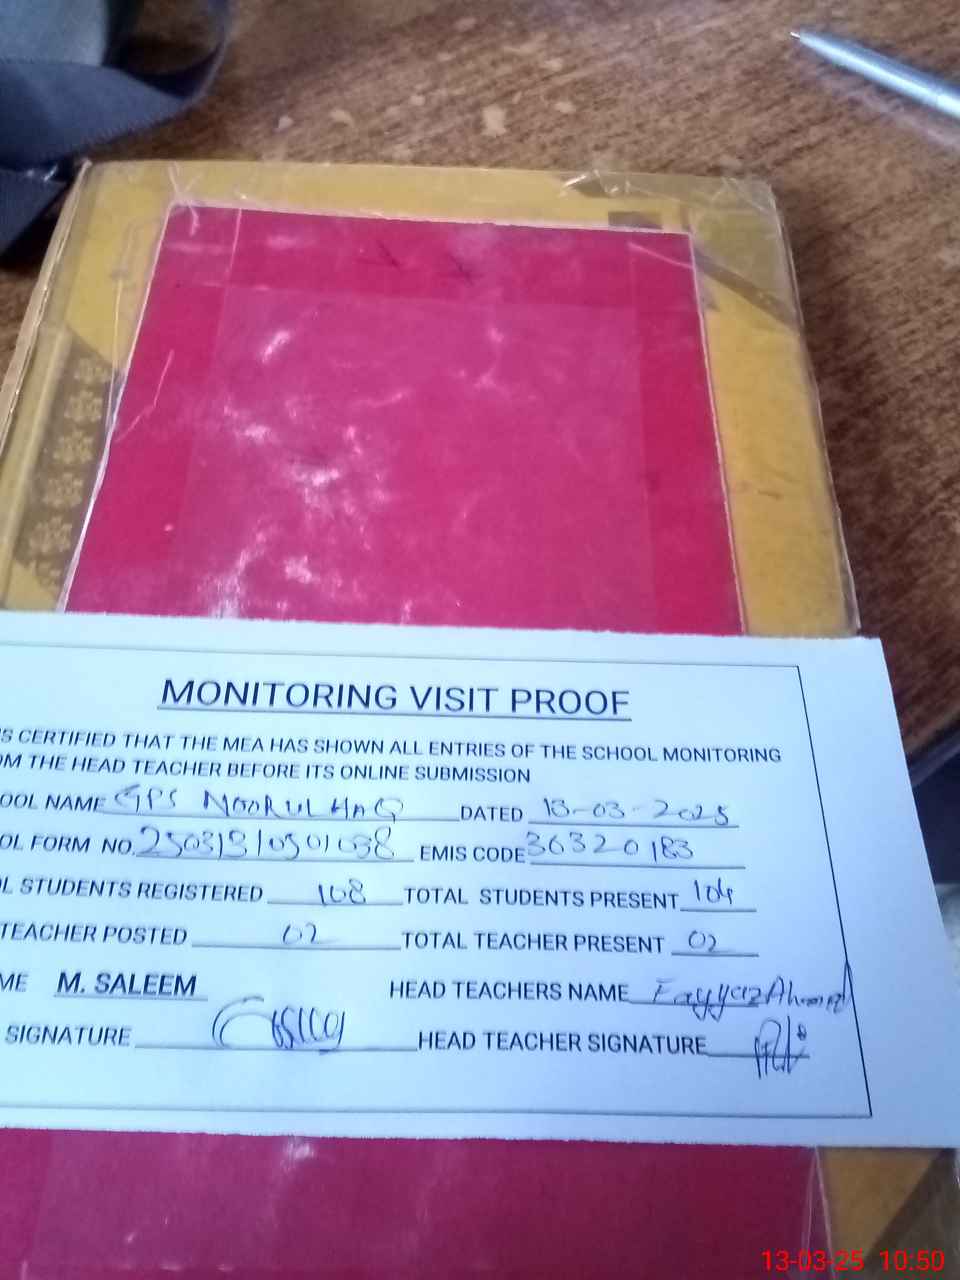 MONITORING VISIT PROOF
S CERTIFIED THAT THE MEA HAS SHOWN ALL ENTRIES OF THE SCHOOL MONITORING
OM THE HEAD TEACHER BEFORE ITS ONLINE SUBMISSION
OOL NAME GPS NOORUL HAQ DATED 13-03-2025
OL FORM NO. EMIS CODE 36320183
L STUDENTS REGISTERED 108 TOTAL STUDENTS PRESENT 104
TEACHER POSTED 02 TOTAL TEACHER PRESENT 02
ME M. SALEEM HEAD TEACHERS NAME Fayyaz Ahmad
SIGNATURE HEAD TEACHER SIGNATURE
13-03-25 10:50